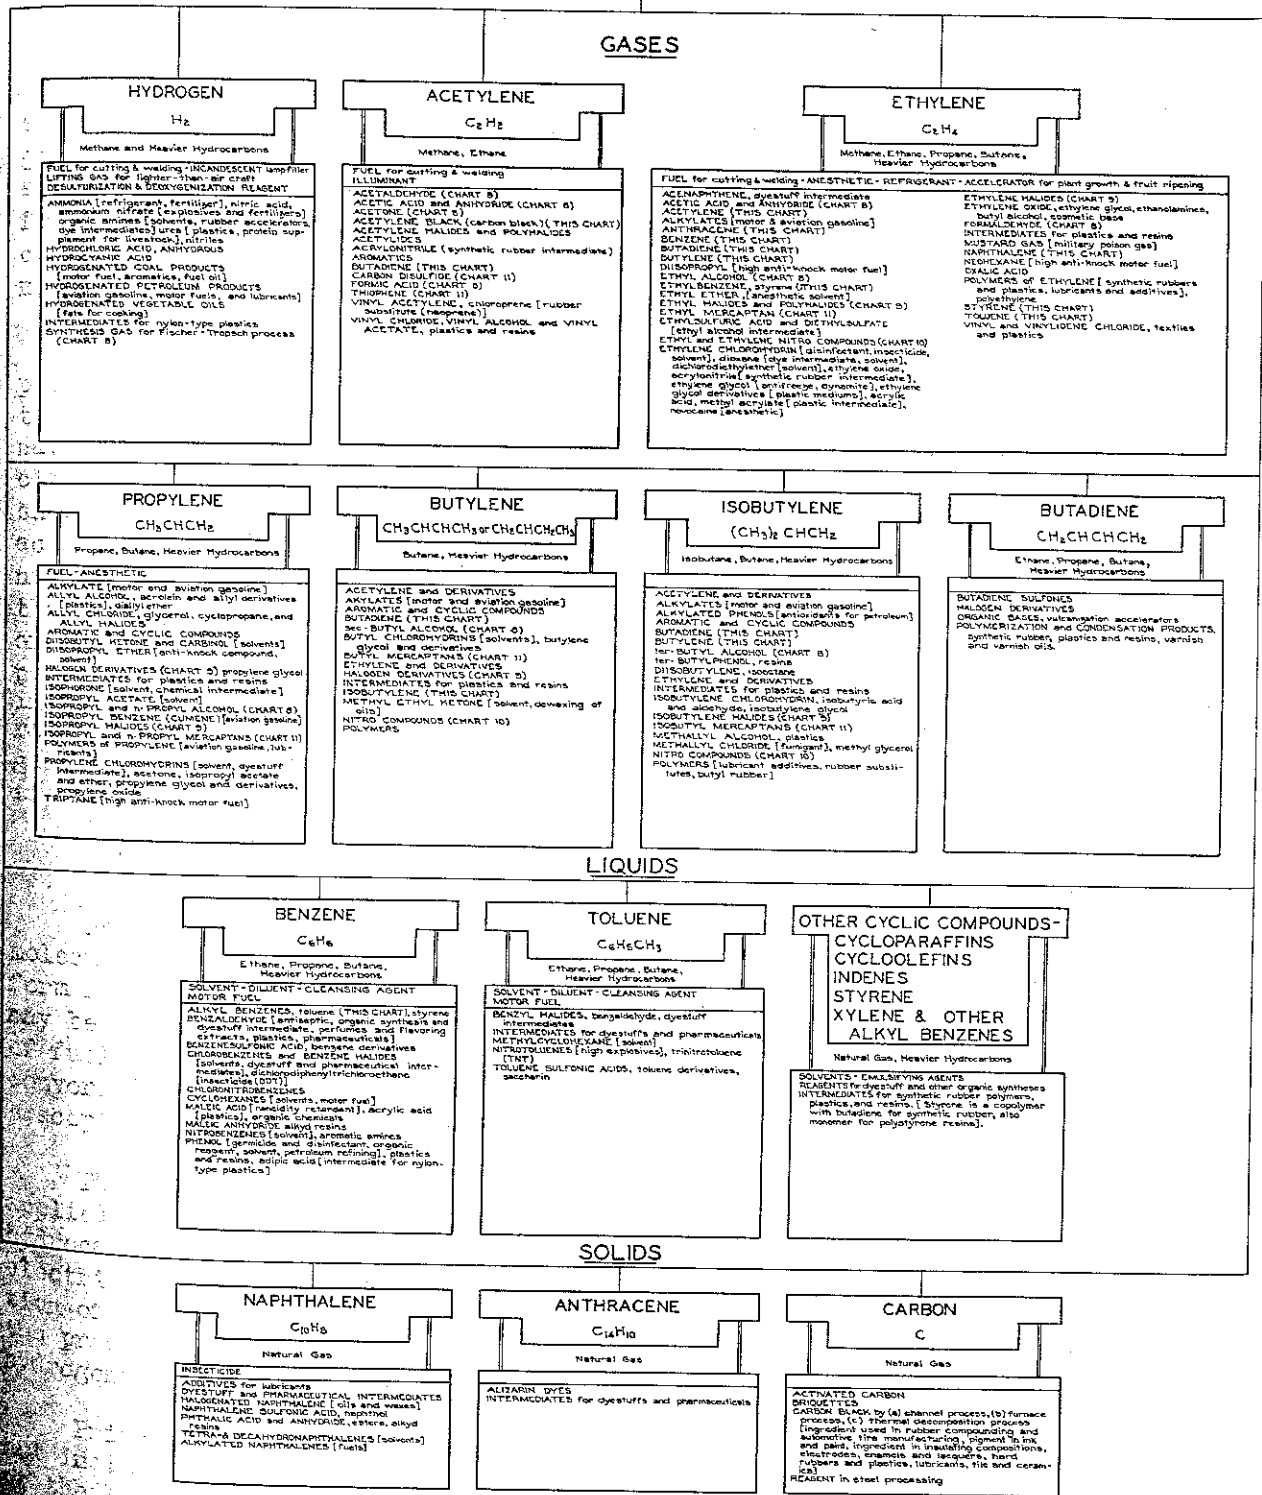 GASES
HYDROGEN
H2
Methane and Heavier Hydrocarbons
FUEL for cutting & welding - INCANDESCENT lamp filler
LIFTING GAS for lighter-than-air craft
DESULFURIZATION & DEOXYGENIZATION REAGENT
AMMONIA [refrigerant, fertilizer], nitric acid,
ammonium nitrate [explosives and fertilizers]
organic amines [solvents, rubber accelerators,
dye intermediates] urea [plastics, protein sup-
plament for livestock], nitriles
HYDROCHLORIC ACID, ANHYDROUS
HYDROCYANIC ACID
HYDROGENATED COAL PRODUCTS
[motor fuel, aromatics, fuel oil]
HYDROGENATED PETROLEUM PRODUCTS
[aviation gasoline, motor fuels, and lubricants]
HYDROGENATED VEGETABLE OILS
[fats for cooking]
INTERMEDIATES for nylon-type plastics
SYNTHESIS GAS for Fischer-Tropsch process
(CHART 8)
ACETYLENE
C2H2
Methane, Ethane
FUEL for cutting & welding
ILLUMINANT
ACETALDEHYDE (CHART 8)
ACETIC ACID and ANHYDRIDE (CHART 8)
ACETONE (CHART 8)
ACETYLENE BLACK (carbon black) (THIS CHART)
ACETYLENE HALIDES and POLYHALIDES
ACETYLIDES
ACRYLONITRILE (synthetic rubber intermediate)
AROMATICS
BUTADIENE (THIS CHART)
CARBON DISULFIDE (CHART 11)
FORMIC ACID (CHART 8)
THIOPHENE (CHART 11)
VINYL ACETYLENE, chloroprene [rubber
substitute (neoprene)]
VINYL CHLORIDE, VINYL ALCOHOL and VINYL
ACETATE, plastics and resins
ETHYLENE
C2H4
Methane, Ethane, Propane, Butane,
Heavier Hydrocarbons
FUEL for cutting & welding - ANESTHETIC - REFRIGERANT - ACCELERATOR for plant growth & fruit ripening
ACENAPHTHENE, dyestuff intermediate
ACETIC ACID and ANHYDRIDE (CHART 8)
ACETYLENE (THIS CHART)
ALKYLATES [motor & aviation gasoline]
ANTHRACENE (THIS CHART)
BENZENE (THIS CHART)
BUTADIENE (THIS CHART)
BUTYLENE (THIS CHART)
DIISOPROPYL [high anti-knock motor fuel]
ETHYL ALCOHOL (CHART 8)
ETHYLBENZENE, styrene (THIS CHART)
ETHYL ETHER, [anesthetic solvent]
ETHYL HALIDES and POLYHALIDES (CHART 9)
ETHYL MERCAPTAN (CHART 11)
ETHYLSULFURIC ACID and DIETHYLSULFATE
[ethyl alcohol intermediate]
ETHYL and ETHYLENE NITRO COMPOUNDS (CHART 10)
ETHYLENE CHLOROHYDRIN [disinfectant, insecticide,
solvent], dioxane [dye intermediate, solvent],
dichlorodiethylether [solvent], ethylene oxide,
acrylonitrile [synthetic rubber intermediate],
ethylene glycol [antifreeze, dynamite], ethylene
glycol derivatives [plastic mediums], acrylic
acid, methyl acrylate [plastic intermediate],
novocaine [anesthetic]
ETHYLENE HALIDES (CHART 9)
ETHYLENE OXIDE, ethylene glycol, ethanolamines,
butyl alcohol, cosmetic base
FORMALDEHYDE (CHART 8)
INTERMEDIATES for plastics and resins
MUSTARD GAS [military poison gas]
NAPHTHALENE (THIS CHART)
NEOHEXANE [high anti-knock motor fuel]
OXALIC ACID
POLYMERS of ETHYLENE [synthetic rubbers
and plastics, lubricants and additives],
polyethylene
STYRENE (THIS CHART)
TOLUENE (THIS CHART)
VINYL and VINYLIDENE CHLORIDE, textiles
and plastics
PROPYLENE
CH3CHCH2
Propane, Butane, Heavier Hydrocarbons
FUEL - ANESTHETIC
ALKYLATE [motor and aviation gasoline]
ALLYL ALCOHOL, acrolein and allyl derivatives
[plastics], diallyl ether
ALLYL CHLORIDE, glycerol, cyclopropane, and
ALLYL HALIDES
AROMATIC and CYCLIC COMPOUNDS
DIISOBUTYL KETONE and CARBINOL [solvents]
DIISOPROPYL ETHER [anti-knock compound,
solvent]
HALOGEN DERIVATIVES (CHART 9) propylene glycol
INTERMEDIATES for plastics and resins
ISOPHORONE [solvent, chemical intermediate]
ISOPROPYL ACETATE [solvent]
ISOPROPYL and n-PROPYL ALCOHOL (CHART 8)
ISOPROPYL BENZENE (CUMENE) [aviation gasoline]
ISOPROPYL HALIDES (CHART 9)
ISOPROPYL and n-PROPYL MERCAPTANS (CHART 11)
POLYMERS of PROPYLENE [aviation gasoline, lub-
ricants]
PROPYLENE CHLOROHYDRINS [solvent, dyestuff
intermediate], acetone, isopropyl acetate
and ether, propylene glycol and derivatives,
propylene oxide
TRIPTANE [high anti-knock motor fuel]
BUTYLENE
CH3CHCHCH3 or CH2CHCH2CH3
Butane, Heavier Hydrocarbons
ACETYLENE and DERIVATIVES
AKYLATES [motor and aviation gasoline]
AROMATIC and CYCLIC COMPOUNDS
BUTADIENE (THIS CHART)
sec-BUTYL ALCOHOL (CHART 8)
BUTYL CHLOROHYDRINS [solvents], butylene
glycol and derivatives
BUTYL MERCAPTANS (CHART 11)
ETHYLENE and DERIVATIVES
HALOGEN DERIVATIVES (CHART 9)
INTERMEDIATES for plastics and resins
ISOBUTYLENE (THIS CHART)
METHYL ETHYL KETONE [solvent, dewaxing of
oils]
NITRO COMPOUNDS (CHART 10)
POLYMERS
ISOBUTYLENE
(CH3)2 CHCH2
Isobutane, Butane, Heavier Hydrocarbons
ACETYLENE and DERIVATIVES
ALKYLATES [motor and aviation gasoline]
ALKYLATED PHENOLS [antioxidants for petroleum]
AROMATIC and CYCLIC COMPOUNDS
BUTADIENE (THIS CHART)
BUTYLENE (THIS CHART)
ter-BUTYL ALCOHOL (CHART 8)
ter-BUTYLPHENOL, resins
DIISOBUTYLENE, isooctane
ETHYLENE and DERIVATIVES
INTERMEDIATES for plastics and resins
ISOBUTYLENE CHLOROHYDRIN, isobutyric acid
and aldehyde, isobutylene glycol
ISOBUTYLENE HALIDES (CHART 9)
ISOBUTYL MERCAPTANS (CHART 11)
METHALLYL ALCOHOL, plastics
METHALLYL CHLORIDE [fumigant], methyl glycerol
NITRO COMPOUNDS (CHART 10)
POLYMERS [lubricant additives, rubber substi-
tutes, butyl rubber]
BUTADIENE
CH2CHCHCH2
Ethane, Propane, Butane,
Heavier Hydrocarbons
BUTADIENE SULFONES
HALOGEN DERIVATIVES
ORGANIC BASES, vulcanization accelerators
POLYMERIZATION and CONDENSATION PRODUCTS,
synthetic rubber, plastics and resins, varnish
and varnish oils.
LIQUIDS
BENZENE
C6H6
Ethane, Propane, Butane,
Heavier Hydrocarbons
SOLVENT - DILUENT - CLEANSING AGENT
MOTOR FUEL
ALKYL BENZENES, toluene [THIS CHART], styrene
BENZALDEHYDE [antiseptic, organic synthesis and
dyestuff intermediate, perfumes and flavoring
extracts, plastics, pharmaceuticals]
BENZENESULFONIC ACID, benzene derivatives
CHLOROBENZENES and BENZENE HALIDES
[solvents, dyestuff and pharmaceutical inter-
mediates], dichlorodiphenyltrichloroethane
[insecticide (DDT)]
CHLORONITROBENZENES
CYCLOHEXANES [solvents, motor fuel]
MALEIC ACID [rancidity retardant], acrylic acid
[plastics], organic chemicals
MALEIC ANHYDRIDE alkyd resins
NITROBENZENES [solvent], aromatic amines
PHENOL [germicide and disinfectant, organic
reagent, solvent, petroleum refining], plastics
and resins, adipic acid [intermediate for nylon-
type plastics]
TOLUENE
C6H5CH3
Ethane, Propane, Butane,
Heavier Hydrocarbons
SOLVENT - DILUENT - CLEANSING AGENT
MOTOR FUEL
BENZYL HALIDES, benzaldehyde, dyestuff
intermediates
INTERMEDIATES for dyestuffs and pharmaceuticals
METHYLCYCLOHEXANE [solvent]
NITROTOLUENES [high explosives], trinitrotoluene
(TNT)
TOLUENE SULFONIC ACIDS, toluene derivatives,
saccharin
OTHER CYCLIC COMPOUNDS-
CYCLOPARAFFINS
CYCLOOLEFINS
INDENES
STYRENE
XYLENE & OTHER
ALKYL BENZENES
Natural Gas, Heavier Hydrocarbons
SOLVENTS - EMULSIFYING AGENTS
REAGENTS for dyestuff and other organic syntheses
INTERMEDIATES for synthetic rubber polymers,
plastics, and resins. [Styrene is a copolymer
with butadiene for synthetic rubber, also
monomer for polystyrene resins].
SOLIDS
NAPHTHALENE
C10H8
Natural Gas
INSECTICIDE
ADDITIVES for lubricants
DYESTUFF and PHARMACEUTICAL INTERMEDIATES
HALOGENATED NAPHTHALENE [oils and waxes]
NAPHTHALENE SULFONIC ACID, naphthol
PHTHALIC ACID and ANHYDRIDE, esters, alkyd
resins
TETRA-& DECAHYDRONAPHTHALENES [solvents]
ALKYLATED NAPHTHALENES [fuels]
ANTHRACENE
C14H10
Natural Gas
ALIZARIN DYES
INTERMEDIATES for dyestuffs and pharmaceuticals
CARBON
C
Natural Gas
ACTIVATED CARBON
BRIQUETTES
CARBON BLACK by (a) channel process, (b) furnace
process, (c) thermal decomposition process
[ingredient used in rubber compounding and
automotive tire manufacturing, pigment in ink
and paint, ingredient in insulating compositions,
electrodes, enamels and lacquers, hard
rubbers and plastics, lubricants, tile and ceram-
ics]
REAGENT in steel processing